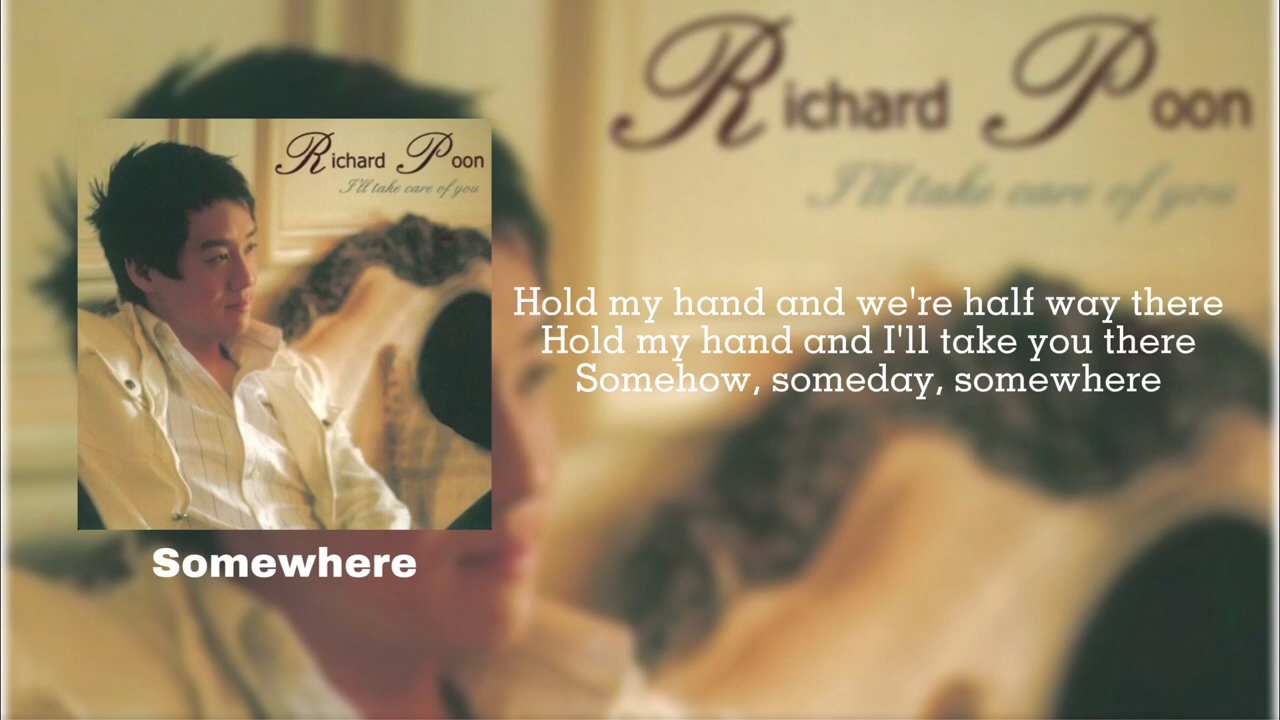 Richard Poon
I'll take care of you
Richard Poon
I'll take care of you
Hold my hand and we're half way there
Hold my hand and I'll take you there
Somehow, someday, somewhere
Somewhere